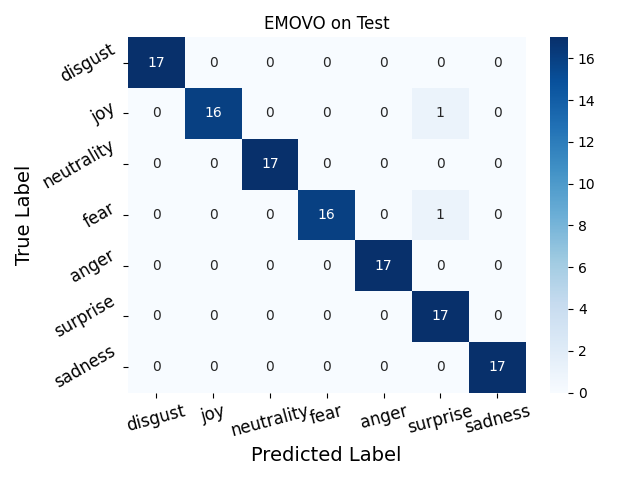 EMOVO on Test
True Label
disgust 17 0 0 0 0 0 0
joy 0 16 0 0 0 1 0
neutrality 0 0 17 0 0 0 0
fear 0 0 0 16 0 1 0
anger 0 0 0 0 17 0 0
surprise 0 0 0 0 0 17 0
sadness 0 0 0 0 0 0 17
disgust joy neutrality fear anger surprise sadness
Predicted Label
16
14
12
10
8
6
4
2
0